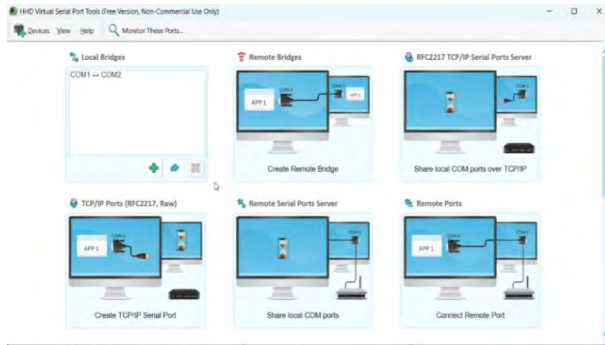 HHD Virtual Serial Port Tools (Free Version, Non-Commercial Use Only)
Devices View Help Monitor These Ports...
Local Bridges
COM1 ↔ COM2
Remote Bridges
APP 1
Create Remote Bridge
RFC2217 TCP/IP Serial Ports Server
Share local COM ports over TCP/IP
TCP/IP Ports (RFC2217, Raw)
APP 1
Create TCP/IP Serial Port
Remote Serial Ports Server
Share local COM ports
Remote Ports
APP 1
Connect Remote Port